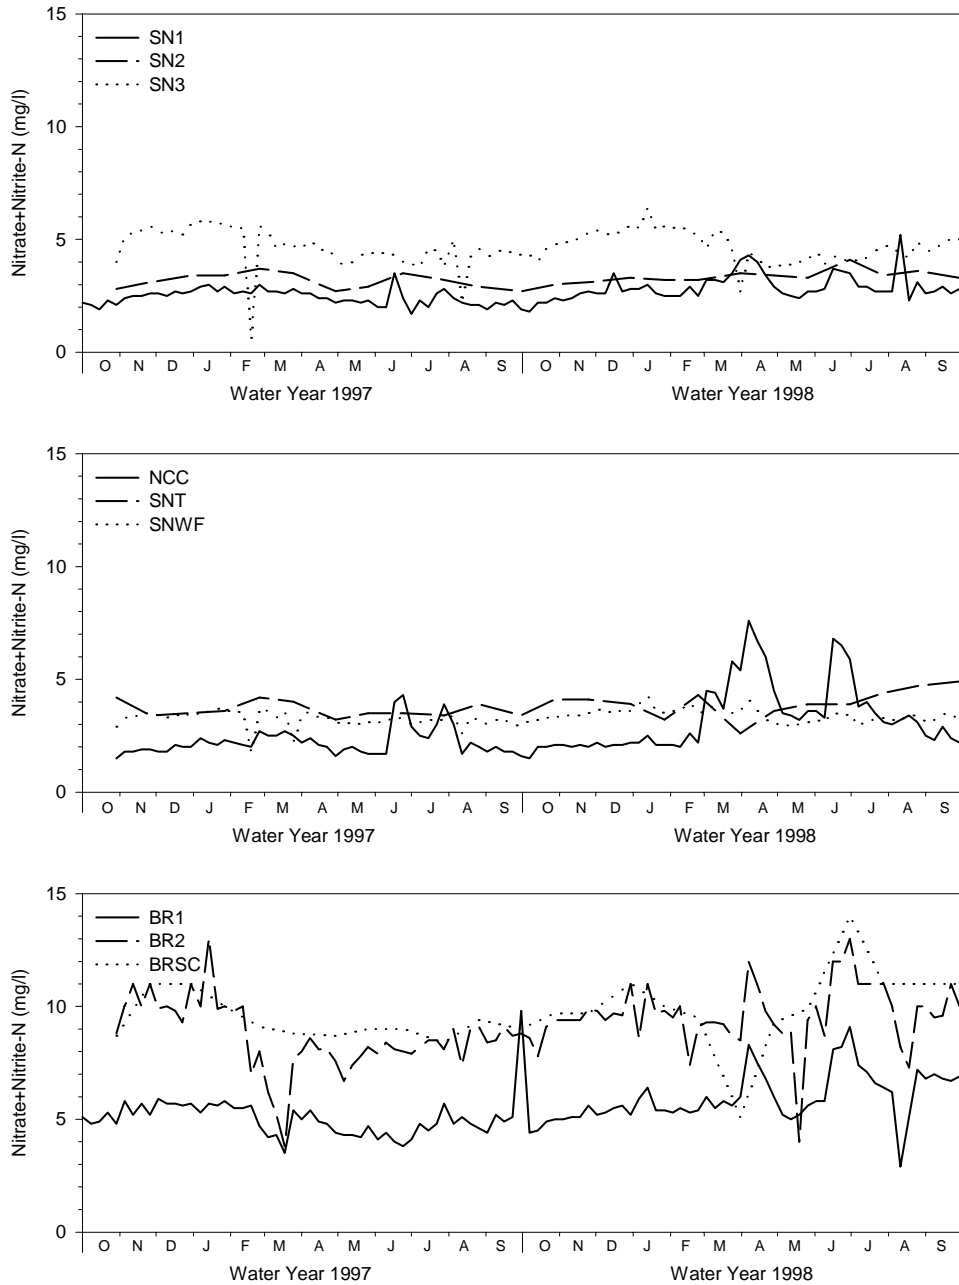 Nitrate+Nitrite-N (mg/l)
15
10
5
0
SN1
SN2
SN3
O N D J F M A M J J A S O N D J F M A M J J A S
Water Year 1997 Water Year 1998
Nitrate+Nitrite-N (mg/l)
15
10
5
0
NCC
SNT
SNWF
O N D J F M A M J J A S O N D J F M A M J J A S
Water Year 1997 Water Year 1998
Nitrate+Nitrite-N (mg/l)
15
10
5
0
BR1
BR2
BRSC
O N D J F M A M J J A S O N D J F M A M J J A S
Water Year 1997 Water Year 1998